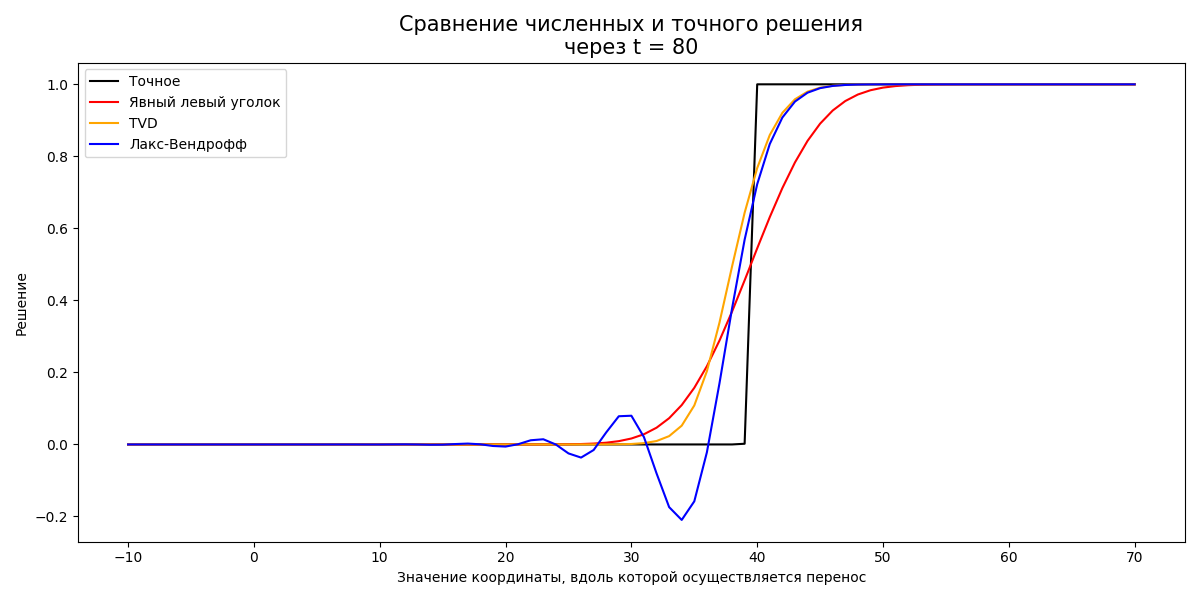 Сравнение численных и точного решения
через t = 80
Точное
Явный левый уголок
TVD
Лакс-Вендрофф
1.0
0.8
0.6
0.4
0.2
0.0
−0.2
Решение
−10 0 10 20 30 40 50 60 70
Значение координаты, вдоль которой осуществляется перенос